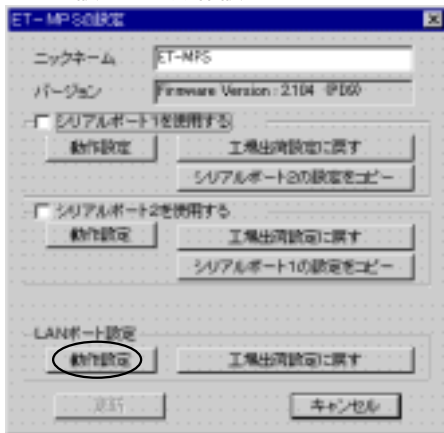 ET-MPSの設定
ニックネーム ET-MPS
バージョン Firmware Version : 2.104
シリアルポート1を使用する
動作設定 工場出荷設定に戻す
シリアルポート2の設定をコピー
シリアルポート2を使用する
動作設定 工場出荷設定に戻す
シリアルポート1の設定をコピー
LANポート設定
動作設定 工場出荷設定に戻す
更新 キャンセル